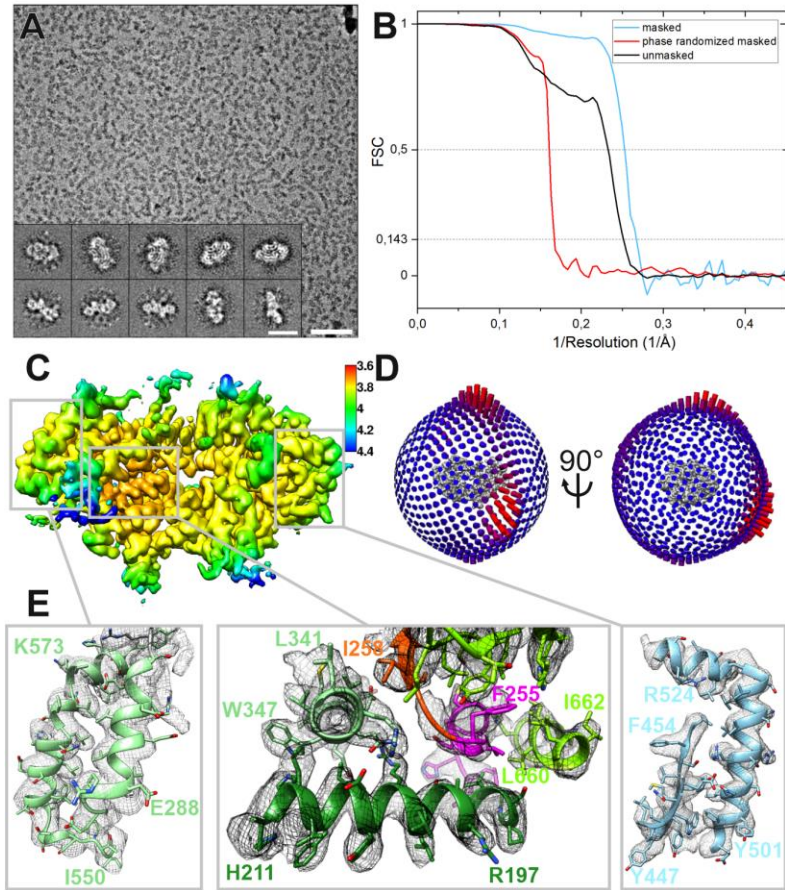 A
B
masked
phase randomized masked
unmasked
1
0,5
0,143
0
FSC
0,0
0,1
0,2
0,3
0,4
1/Resolution (1/Å)
C
3.6
3.8
4.0
4.2
4.4
D
90°
E
K573
E288
I550
L341
I258
W347
F255
I662
L660
H211
R197
R524
F454
Y501
Y447